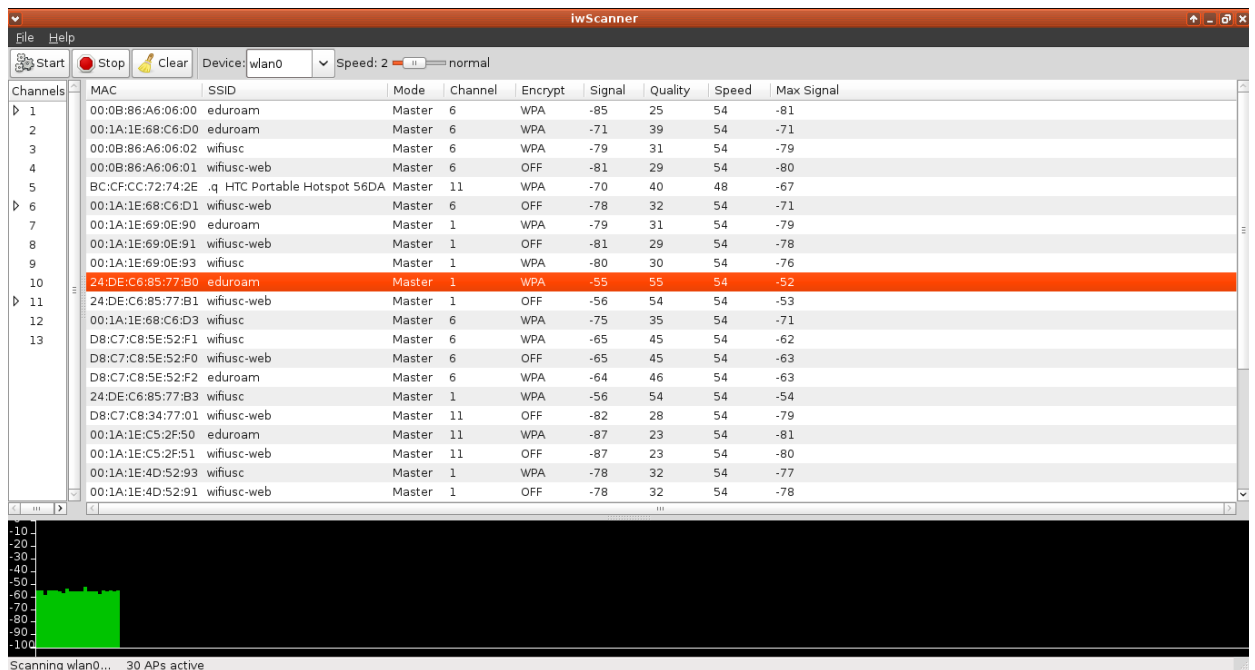 iwScanner
File Help
Start Stop Clear Device: wlan0 Speed: 2 normal
Channels MAC SSID Mode Channel Encrypt Signal Quality Speed Max Signal
1 00:0B:86:A6:06:00 eduroam Master 6 WPA -85 25 54 -81
2 00:1A:1E:68:C6:D0 eduroam Master 6 WPA -71 39 54 -71
3 00:0B:86:A6:06:02 wifiusc Master 6 WPA -79 31 54 -79
4 00:0B:86:A6:06:01 wifiusc-web Master 6 OFF -81 29 54 -80
5 BC:CF:CC:72:74:2E .q HTC Portable Hotspot 56DA Master 11 WPA -70 40 48 -67
6 00:1A:1E:68:C6:D1 wifiusc-web Master 6 OFF -78 32 54 -71
7 00:1A:1E:69:0E:90 eduroam Master 1 WPA -79 31 54 -79
8 00:1A:1E:69:0E:91 wifiusc-web Master 1 OFF -81 29 54 -78
9 00:1A:1E:69:0E:93 wifiusc Master 1 WPA -80 30 54 -76
10 24:DE:C6:85:77:B0 eduroam Master 1 WPA -55 55 54 -52
11 24:DE:C6:85:77:B1 wifiusc-web Master 1 OFF -56 54 54 -53
12 00:1A:1E:68:C6:D3 wifiusc Master 6 WPA -75 35 54 -71
13 D8:C7:C8:5E:52:F1 wifiusc Master 6 WPA -65 45 54 -62
D8:C7:C8:5E:52:F0 wifiusc-web Master 6 OFF -65 45 54 -63
D8:C7:C8:5E:52:F2 eduroam Master 6 WPA -64 46 54 -63
24:DE:C6:85:77:B3 wifiusc Master 1 WPA -56 54 54 -54
D8:C7:C8:34:77:01 wifiusc-web Master 11 OFF -82 28 54 -79
00:1A:1E:C5:2F:50 eduroam Master 11 WPA -87 23 54 -81
00:1A:1E:C5:2F:51 wifiusc-web Master 11 OFF -87 23 54 -80
00:1A:1E:4D:52:93 wifiusc Master 1 WPA -78 32 54 -77
00:1A:1E:4D:52:91 wifiusc-web Master 1 OFF -78 32 54 -78
-10
-20
-30
-40
-50
-60
-70
-80
-90
-100
Scanning wlan0... 30 APs active